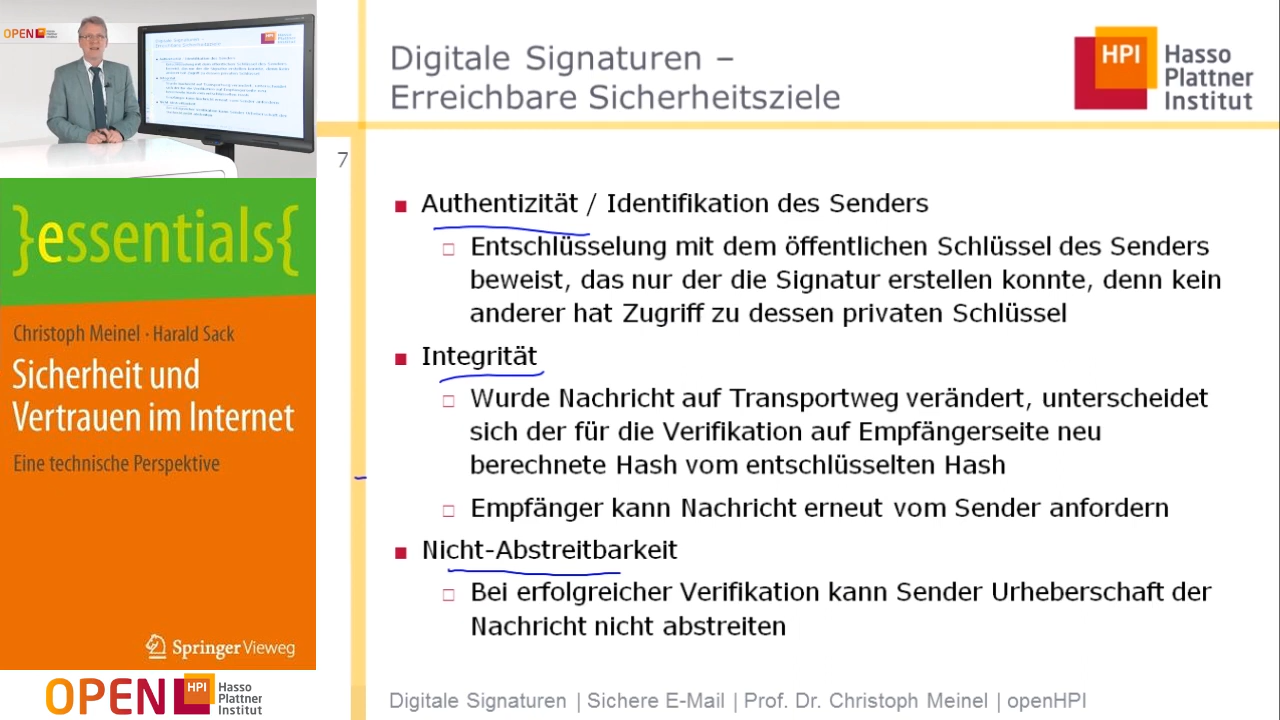 OPEN
HPI
Hasso
Plattner
Institut
Digitale Signaturen –
Erreichbare Sicherheitsziele
7
Authentizität / Identifikation des Senders
Entschlüsselung mit dem öffentlichen Schlüssel des Senders
beweist, das nur der die Signatur erstellen konnte, denn kein
anderer hat Zugriff zu dessen privaten Schlüssel
Integrität
Wurde Nachricht auf Transportweg verändert, unterscheidet
sich der für die Verifikation auf Empfängerseite neu
berechnete Hash vom entschlüsselten Hash
Empfänger kann Nachricht erneut vom Sender anfordern
Nicht-Abstreitbarkeit
Bei erfolgreicher Verifikation kann Sender Urheberschaft der
Nachricht nicht abstreiten
Digitale Signaturen | Sichere E-Mail | Prof. Dr. Christoph Meinel | openHPI
}essentials{
Christoph Meinel · Harald Sack
Sicherheit und
Vertrauen im Internet
Eine technische Perspektive
Springer Vieweg
OPEN HPI
Hasso
Plattner
Institut